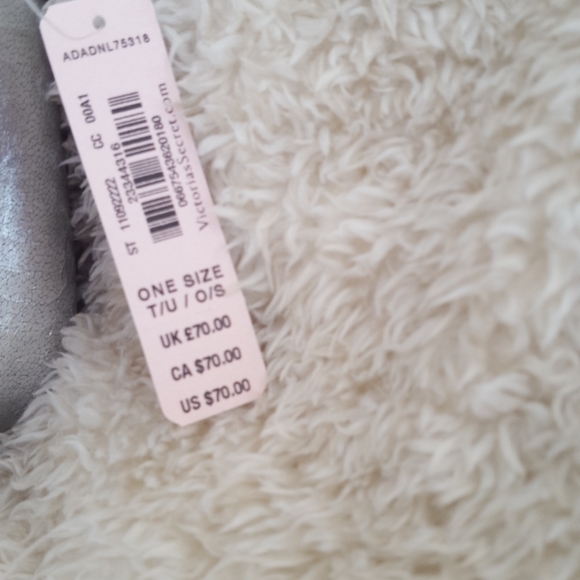 ADADNL75318
CC 00A1
ST 11092222
23344316
0667543620180
VictoriasSecret.com
ONE SIZE
T/U / O/S
UK £70.00
CA $70.00
US $70.00